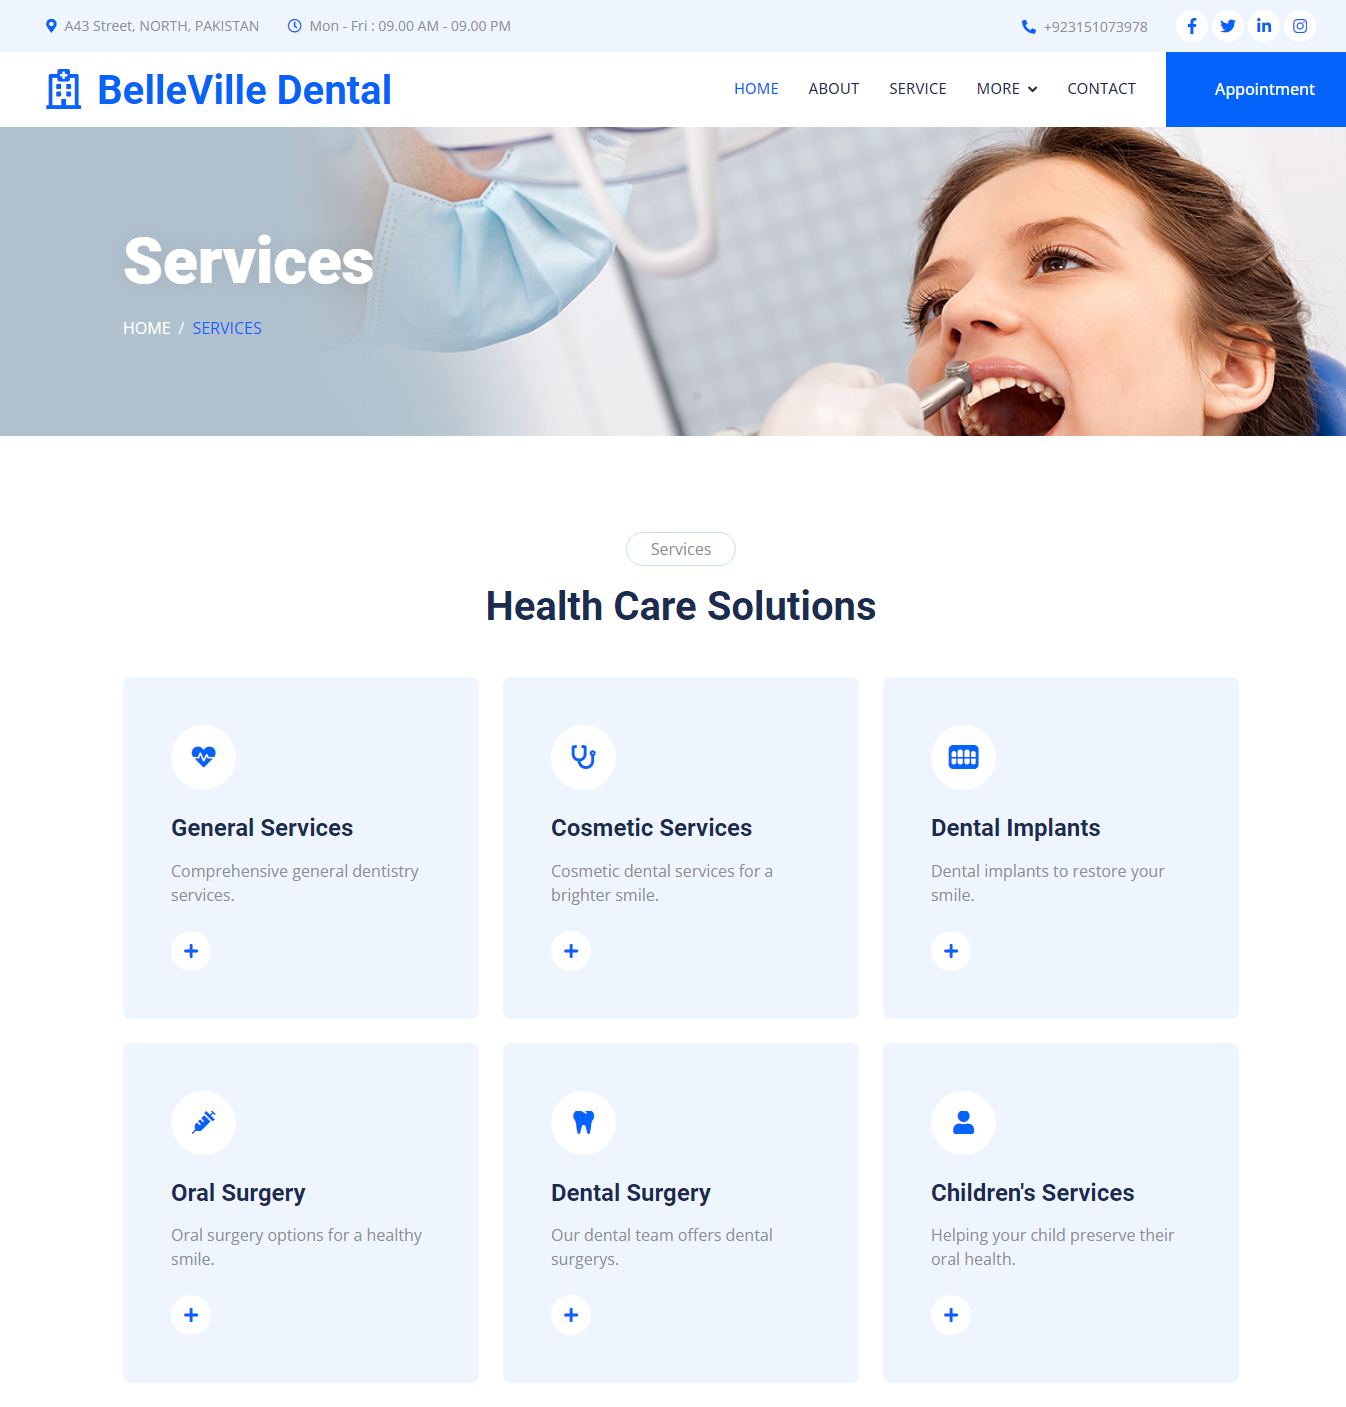 A43 Street, NORTH, PAKISTAN
Mon - Fri : 09.00 AM - 09.00 PM
+923151073978
BelleVille Dental
HOME
ABOUT
SERVICE
MORE
CONTACT
Appointment
Services
HOME / SERVICES
Services
Health Care Solutions
General Services
Comprehensive general dentistry
services.
Cosmetic Services
Cosmetic dental services for a
brighter smile.
Dental Implants
Dental implants to restore your
smile.
Oral Surgery
Oral surgery options for a healthy
smile.
Dental Surgery
Our dental team offers dental
surgerys.
Children's Services
Helping your child preserve their
oral health.